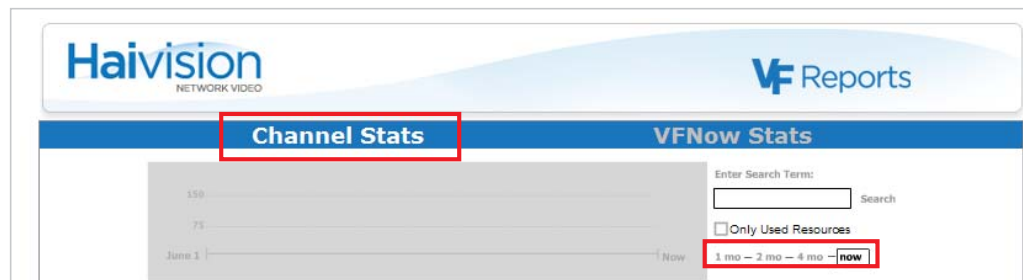 Haivision
NETWORK VIDEO
VF Reports
Channel Stats VFNow Stats
Enter Search Term:
150
Search
75
Only Used Resources
June 1 Now 1 mo — 2 mo — 4 mo — now